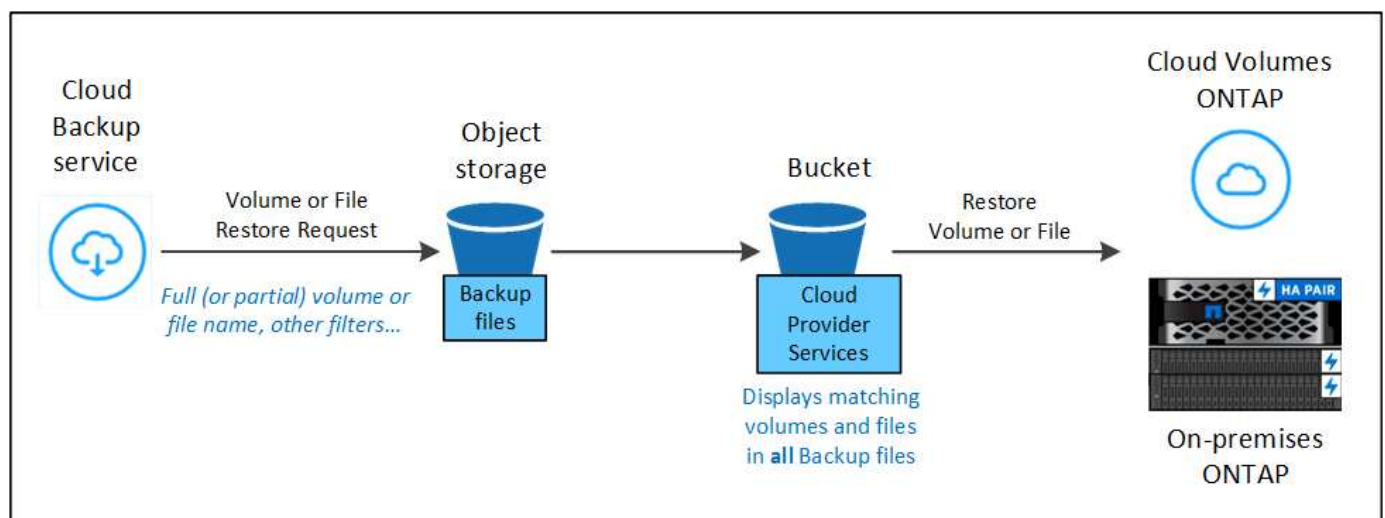 Cloud
Backup
service
Volume or File
Restore Request
Full (or partial) volume or
file name, other filters...
Object
storage
Backup
files
Bucket
Cloud
Provider
Services
Displays matching
volumes and files
in all Backup files
Restore
Volume or File
Cloud Volumes
ONTAP
HA PAIR
On-premises
ONTAP